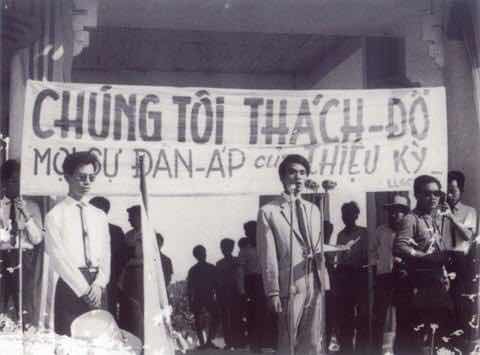 CHÚNG TÔI THÁCH-ĐỐ
MỌI SỰ ĐÀN-ÁP CỦA THIỆU KỲ